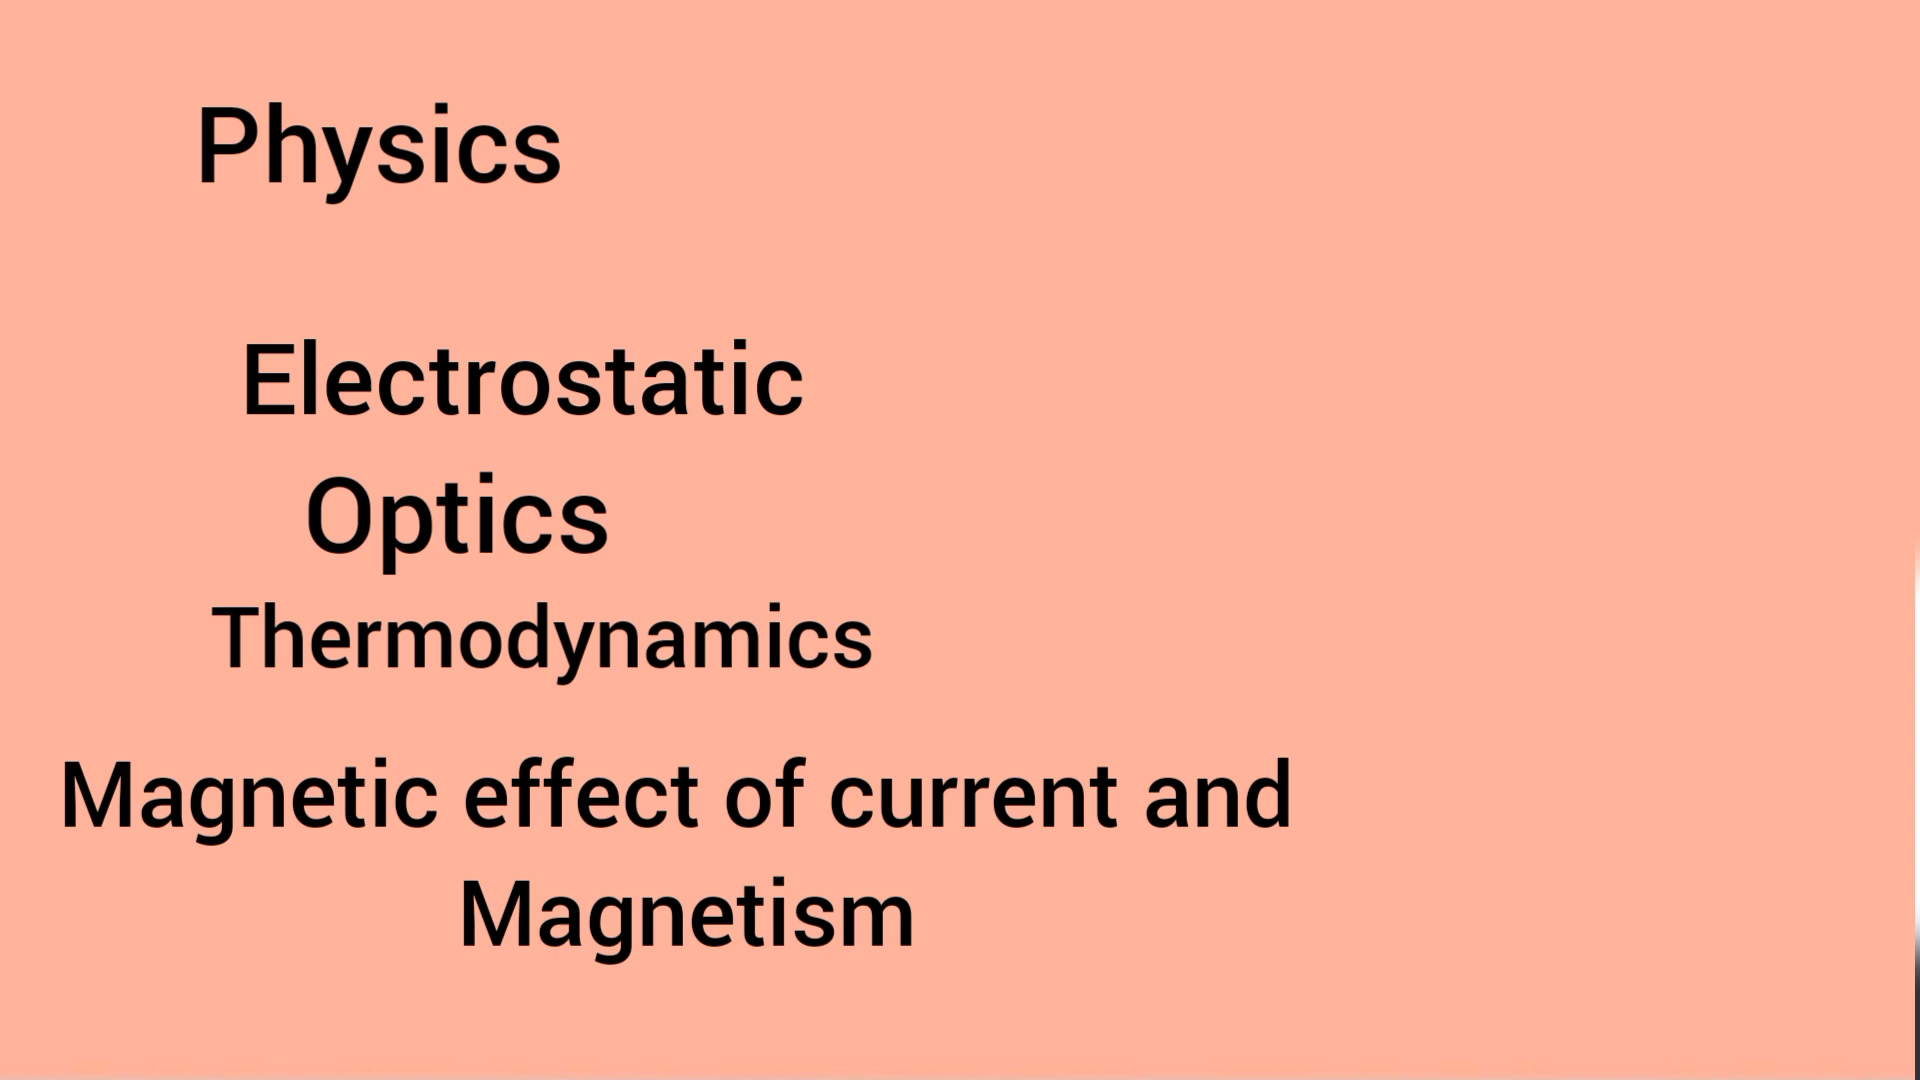 Physics
Electrostatic
Optics
Thermodynamics
Magnetic effect of current and
Magnetism